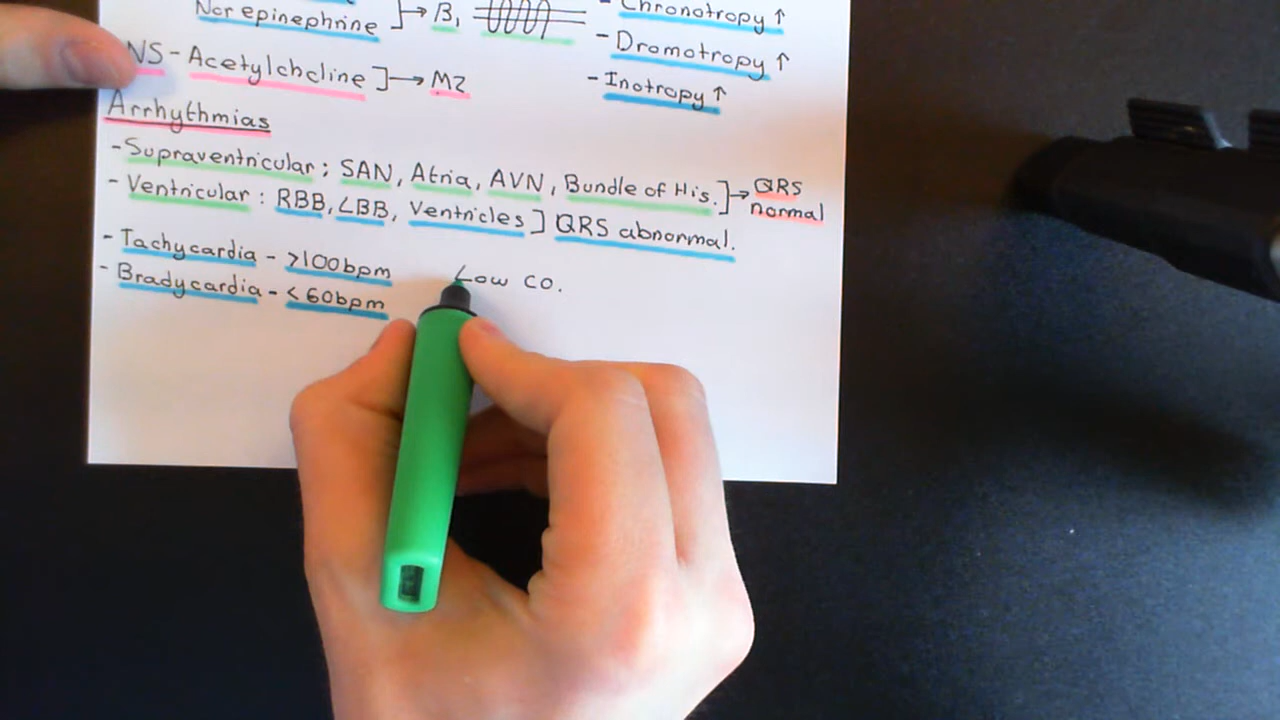 Norepinephrine ]→ β₁ - Chronotropy ↑
- Dromotropy ↑
NS - Acetylcholine ]→ M2 - Inotropy ↑
Arrhythmias
- Supraventricular; SAN, Atria, AVN, Bundle of His. ]→ QRS normal
- Ventricular : RBB, LBB, Ventricles ] QRS abnormal.
- Tachycardia - >100bpm
- Bradycardia - <60bpm
Low CO.